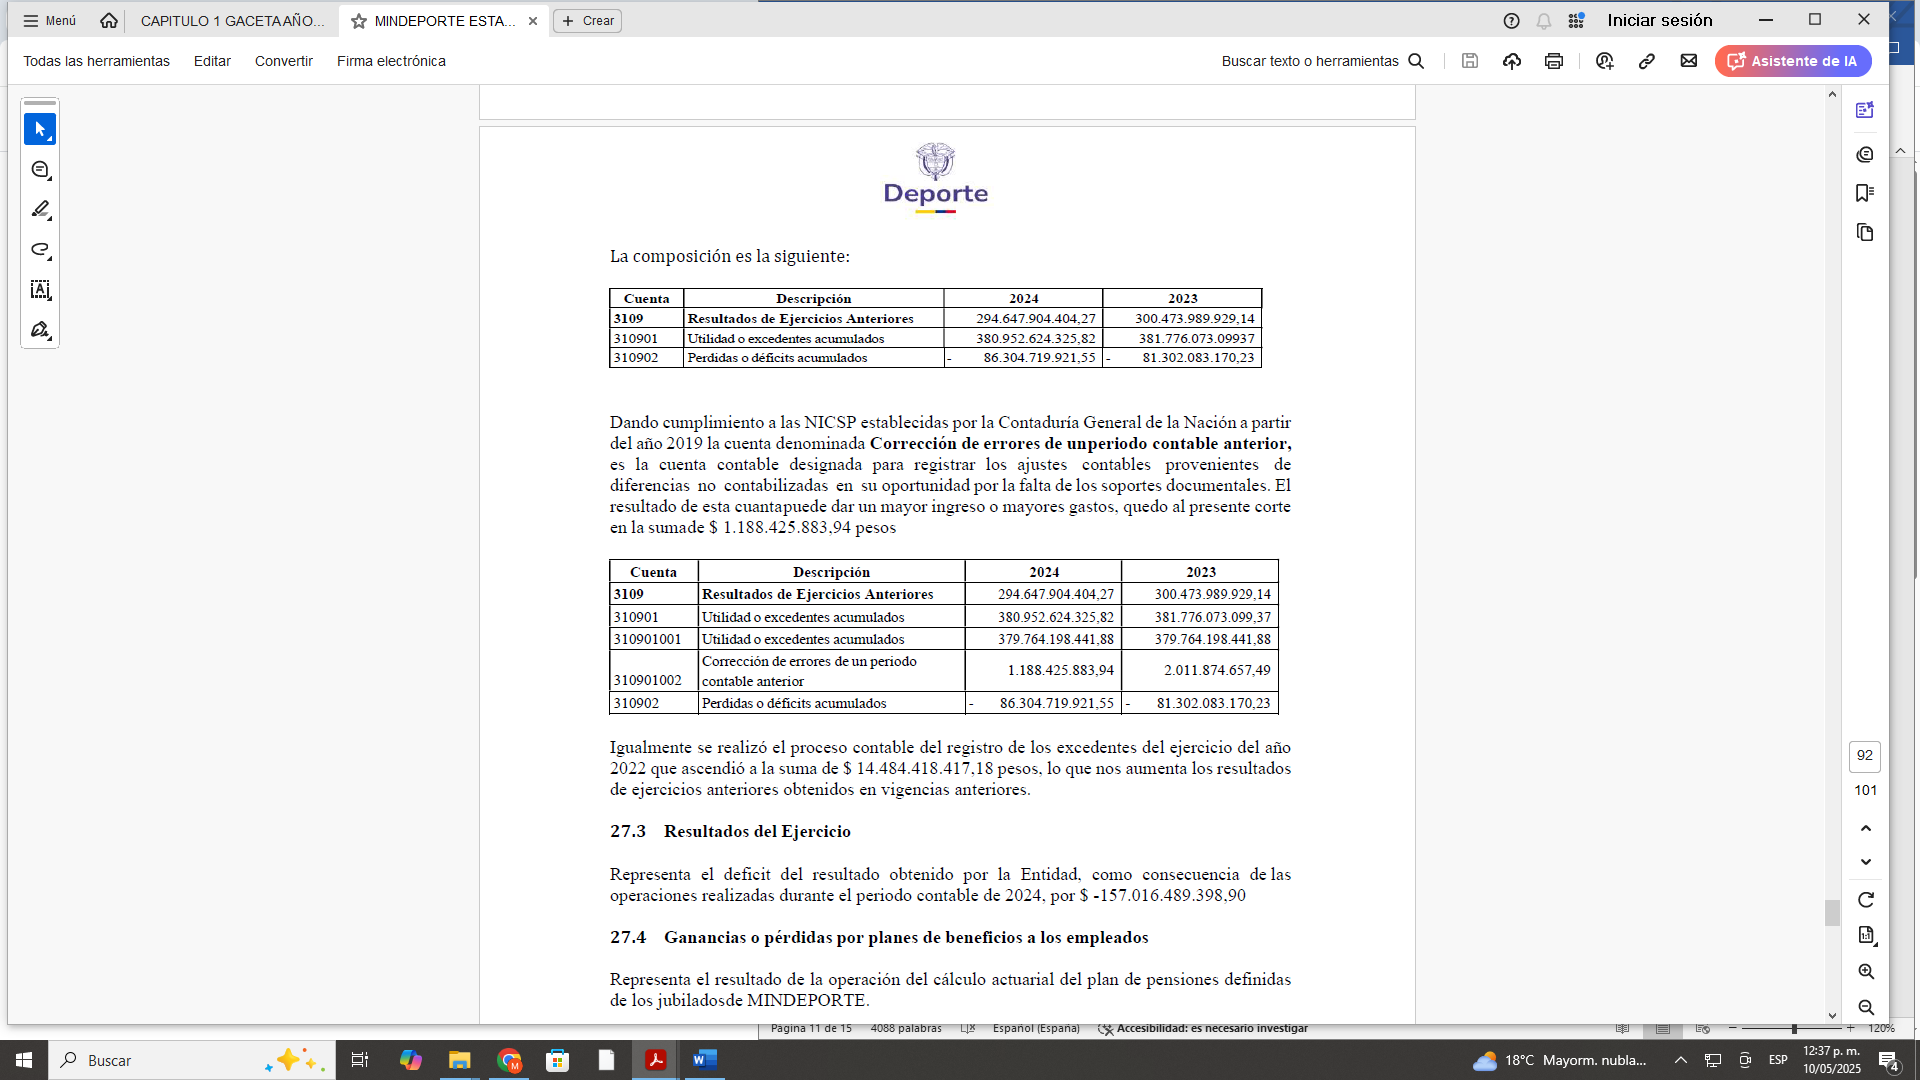 Menú
CAPITULO 1 GACETA AÑO...
MINDEPORTE ESTA...
Crear
Iniciar sesión
Todas las herramientas
Editar
Convertir
Firma electrónica
Buscar texto o herramientas
Asistente de IA
Deporte
La composición es la siguiente:
Cuenta Descripción 2024 2023
3109 Resultados de Ejercicios Anteriores 294.647.904.404,27 300.473.989.929,14
310901 Utilidad o excedentes acumulados 380.952.624.325,82 381.776.073.09937
310902 Perdidas o déficits acumulados - 86.304.719.921,55 - 81.302.083.170,23
Dando cumplimiento a las NICSP establecidas por la Contaduría General de la Nación a partir
del año 2019 la cuenta denominada Corrección de errores de unperiodo contable anterior,
es la cuenta contable designada para registrar los ajustes contables provenientes de
diferencias no contabilizadas en su oportunidad por la falta de los soportes documentales. El
resultado de esta cuantapuede dar un mayor ingreso o mayores gastos, quedo al presente corte
en la sumade $ 1.188.425.883,94 pesos
Cuenta Descripción 2024 2023
3109 Resultados de Ejercicios Anteriores 294.647.904.404,27 300.473.989.929,14
310901 Utilidad o excedentes acumulados 380.952.624.325,82 381.776.073.099,37
310901001 Utilidad o excedentes acumulados 379.764.198.441,88 379.764.198.441,88
Corrección de errores de un periodo
310901002 contable anterior 1.188.425.883,94 2.011.874.657,49
310902 Perdidas o déficits acumulados - 86.304.719.921,55 - 81.302.083.170,23
Igualmente se realizó el proceso contable del registro de los excedentes del ejercicio del año
2022 que ascendió a la suma de $ 14.484.418.417,18 pesos, lo que nos aumenta los resultados
de ejercicios anteriores obtenidos en vigencias anteriores.
27.3 Resultados del Ejercicio
Representa el deficit del resultado obtenido por la Entidad, como consecuencia de las
operaciones realizadas durante el periodo contable de 2024, por $ -157.016.489.398,90
27.4 Ganancias o pérdidas por planes de beneficios a los empleados
Representa el resultado de la operación del cálculo actuarial del plan de pensiones definidas
de los jubiladosde MINDEPORTE.
92
101
Pagina 11 de 15
4088 palabras
Español (España)
Accesibilidad: es necesario investigar
120%
Buscar
18°C Mayorm. nubla...
ESP
12:37 p. m.
10/05/2025
4